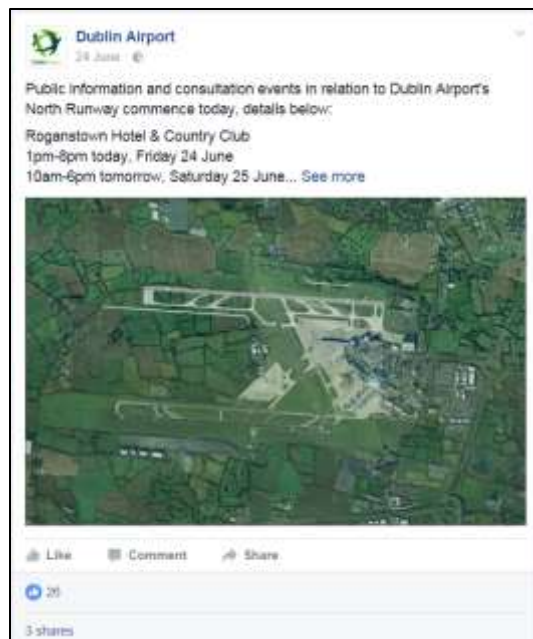 Dublin Airport
24 June
Public information and consultation events in relation to Dublin Airport's
North Runway commence today, details below:
Roganstown Hotel & Country Club
1pm-8pm today, Friday 24 June
10am-6pm tomorrow, Saturday 25 June... See more
Like Comment Share
26
3 shares